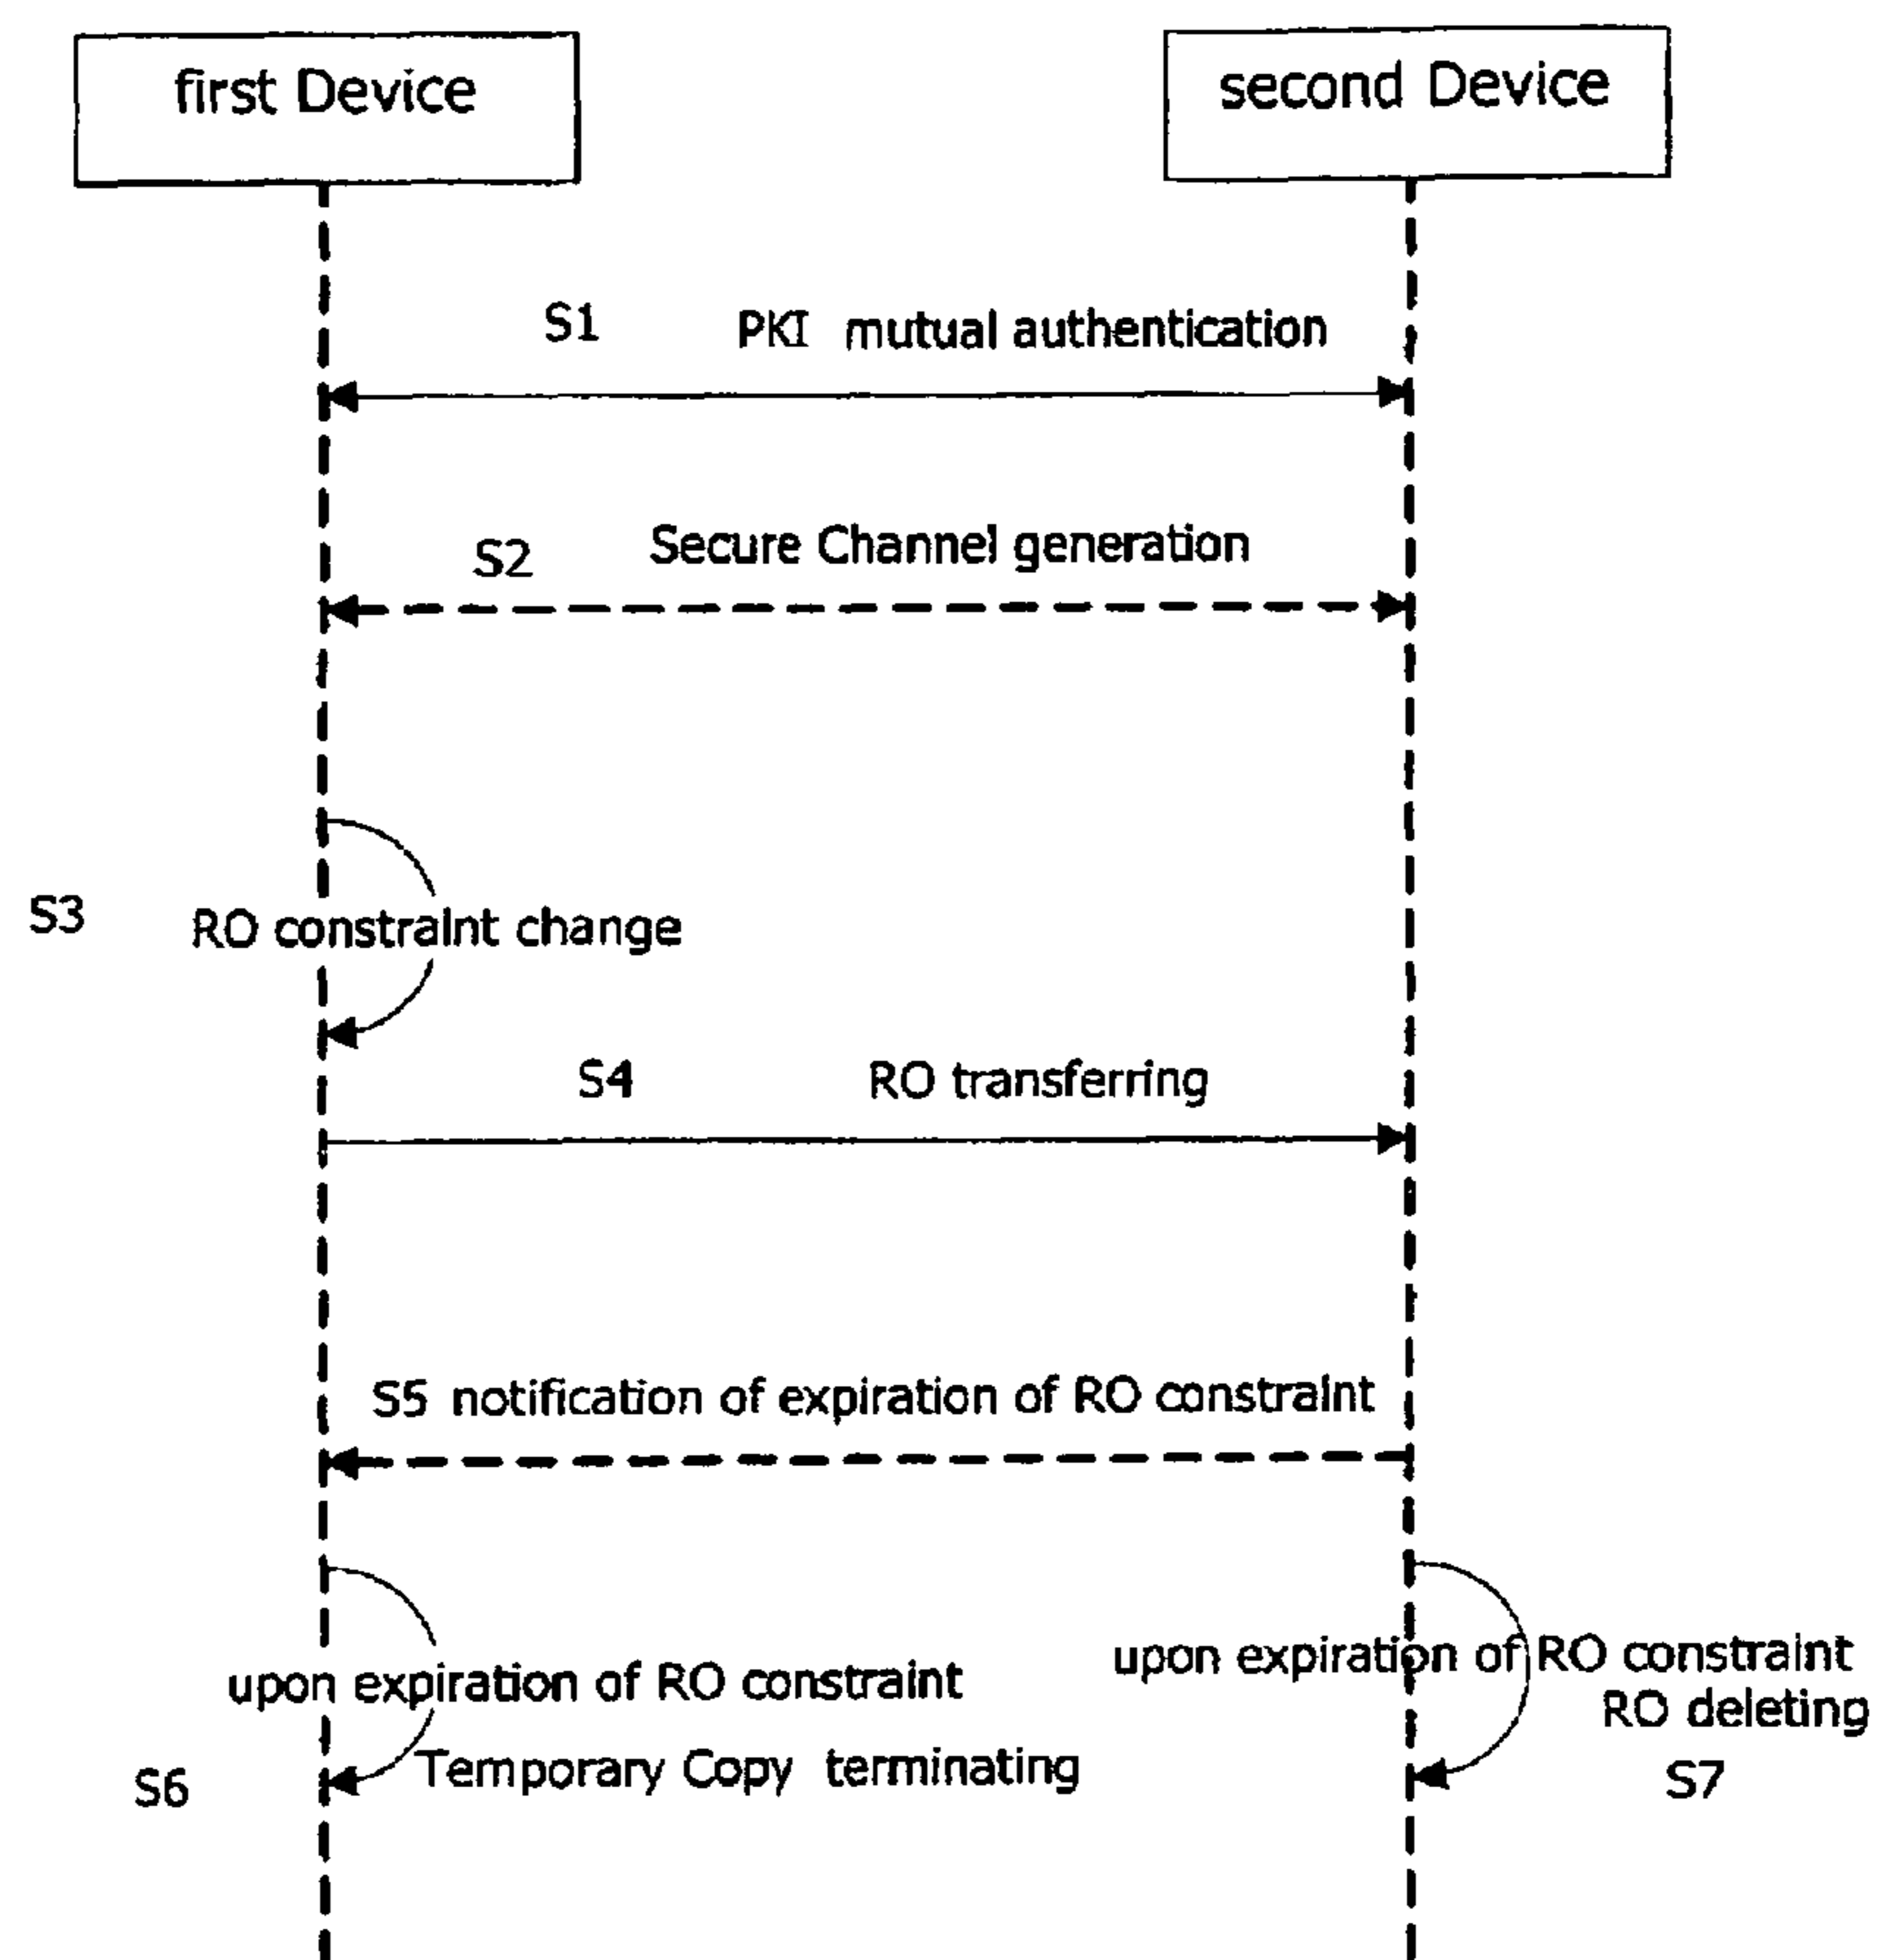 first Device
second Device
S1 PKI mutual authentication
S2 Secure Channel generation
S3 RO constraint change
S4 RO transferring
S5 notification of expiration of RO constraint
upon expiration of RO constraint
Temporary Copy terminating
S6
upon expiration of RO constraint
RO deleting
S7